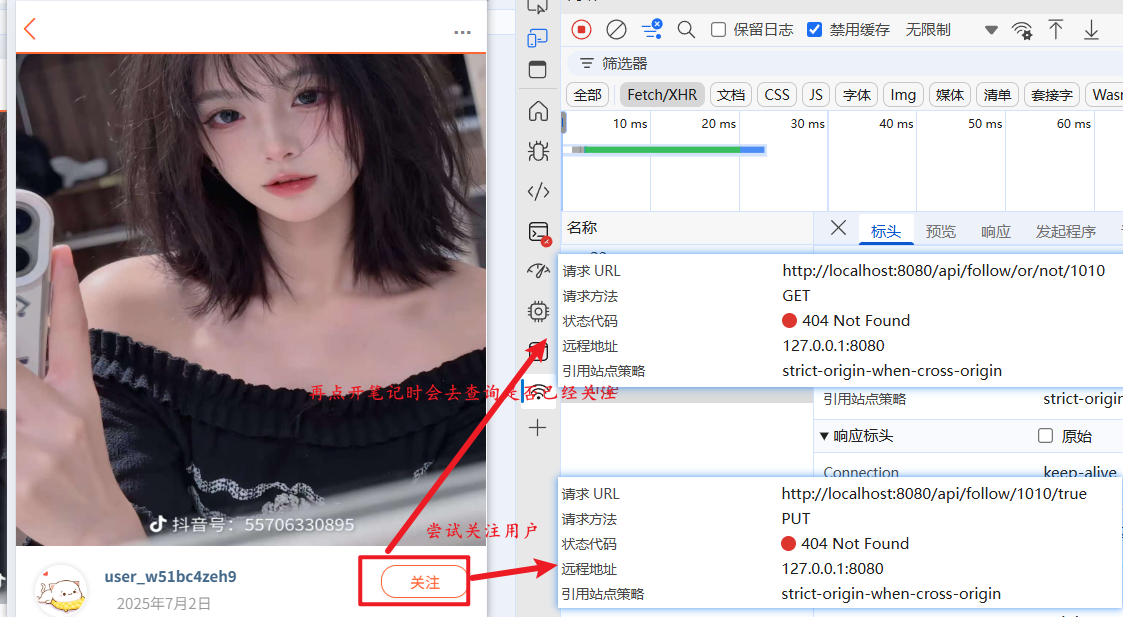 保留日志
禁用缓存
无限制
筛选器
全部
Fetch/XHR
文档
CSS
JS
字体
Img
媒体
清单
套接字
10 ms
20 ms
30 ms
40 ms
50 ms
60 ms
名称
标头
预览
响应
发起程序
请求 URL http://localhost:8080/api/follow/or/not/1010
请求方法 GET
状态代码 404 Not Found
远程地址 127.0.0.1:8080
引用站点策略 strict-origin-when-cross-origin
再点开笔记时会去查询是否已经关注
引用站点策略
响应标头
原始
Connection keep-alive
请求 URL http://localhost:8080/api/follow/1010/true
请求方法 PUT
状态代码 404 Not Found
远程地址 127.0.0.1:8080
引用站点策略 strict-origin-when-cross-origin
抖音号：55706330895
尝试关注用户
user_w51bc4zeh9
2025年7月2日
关注